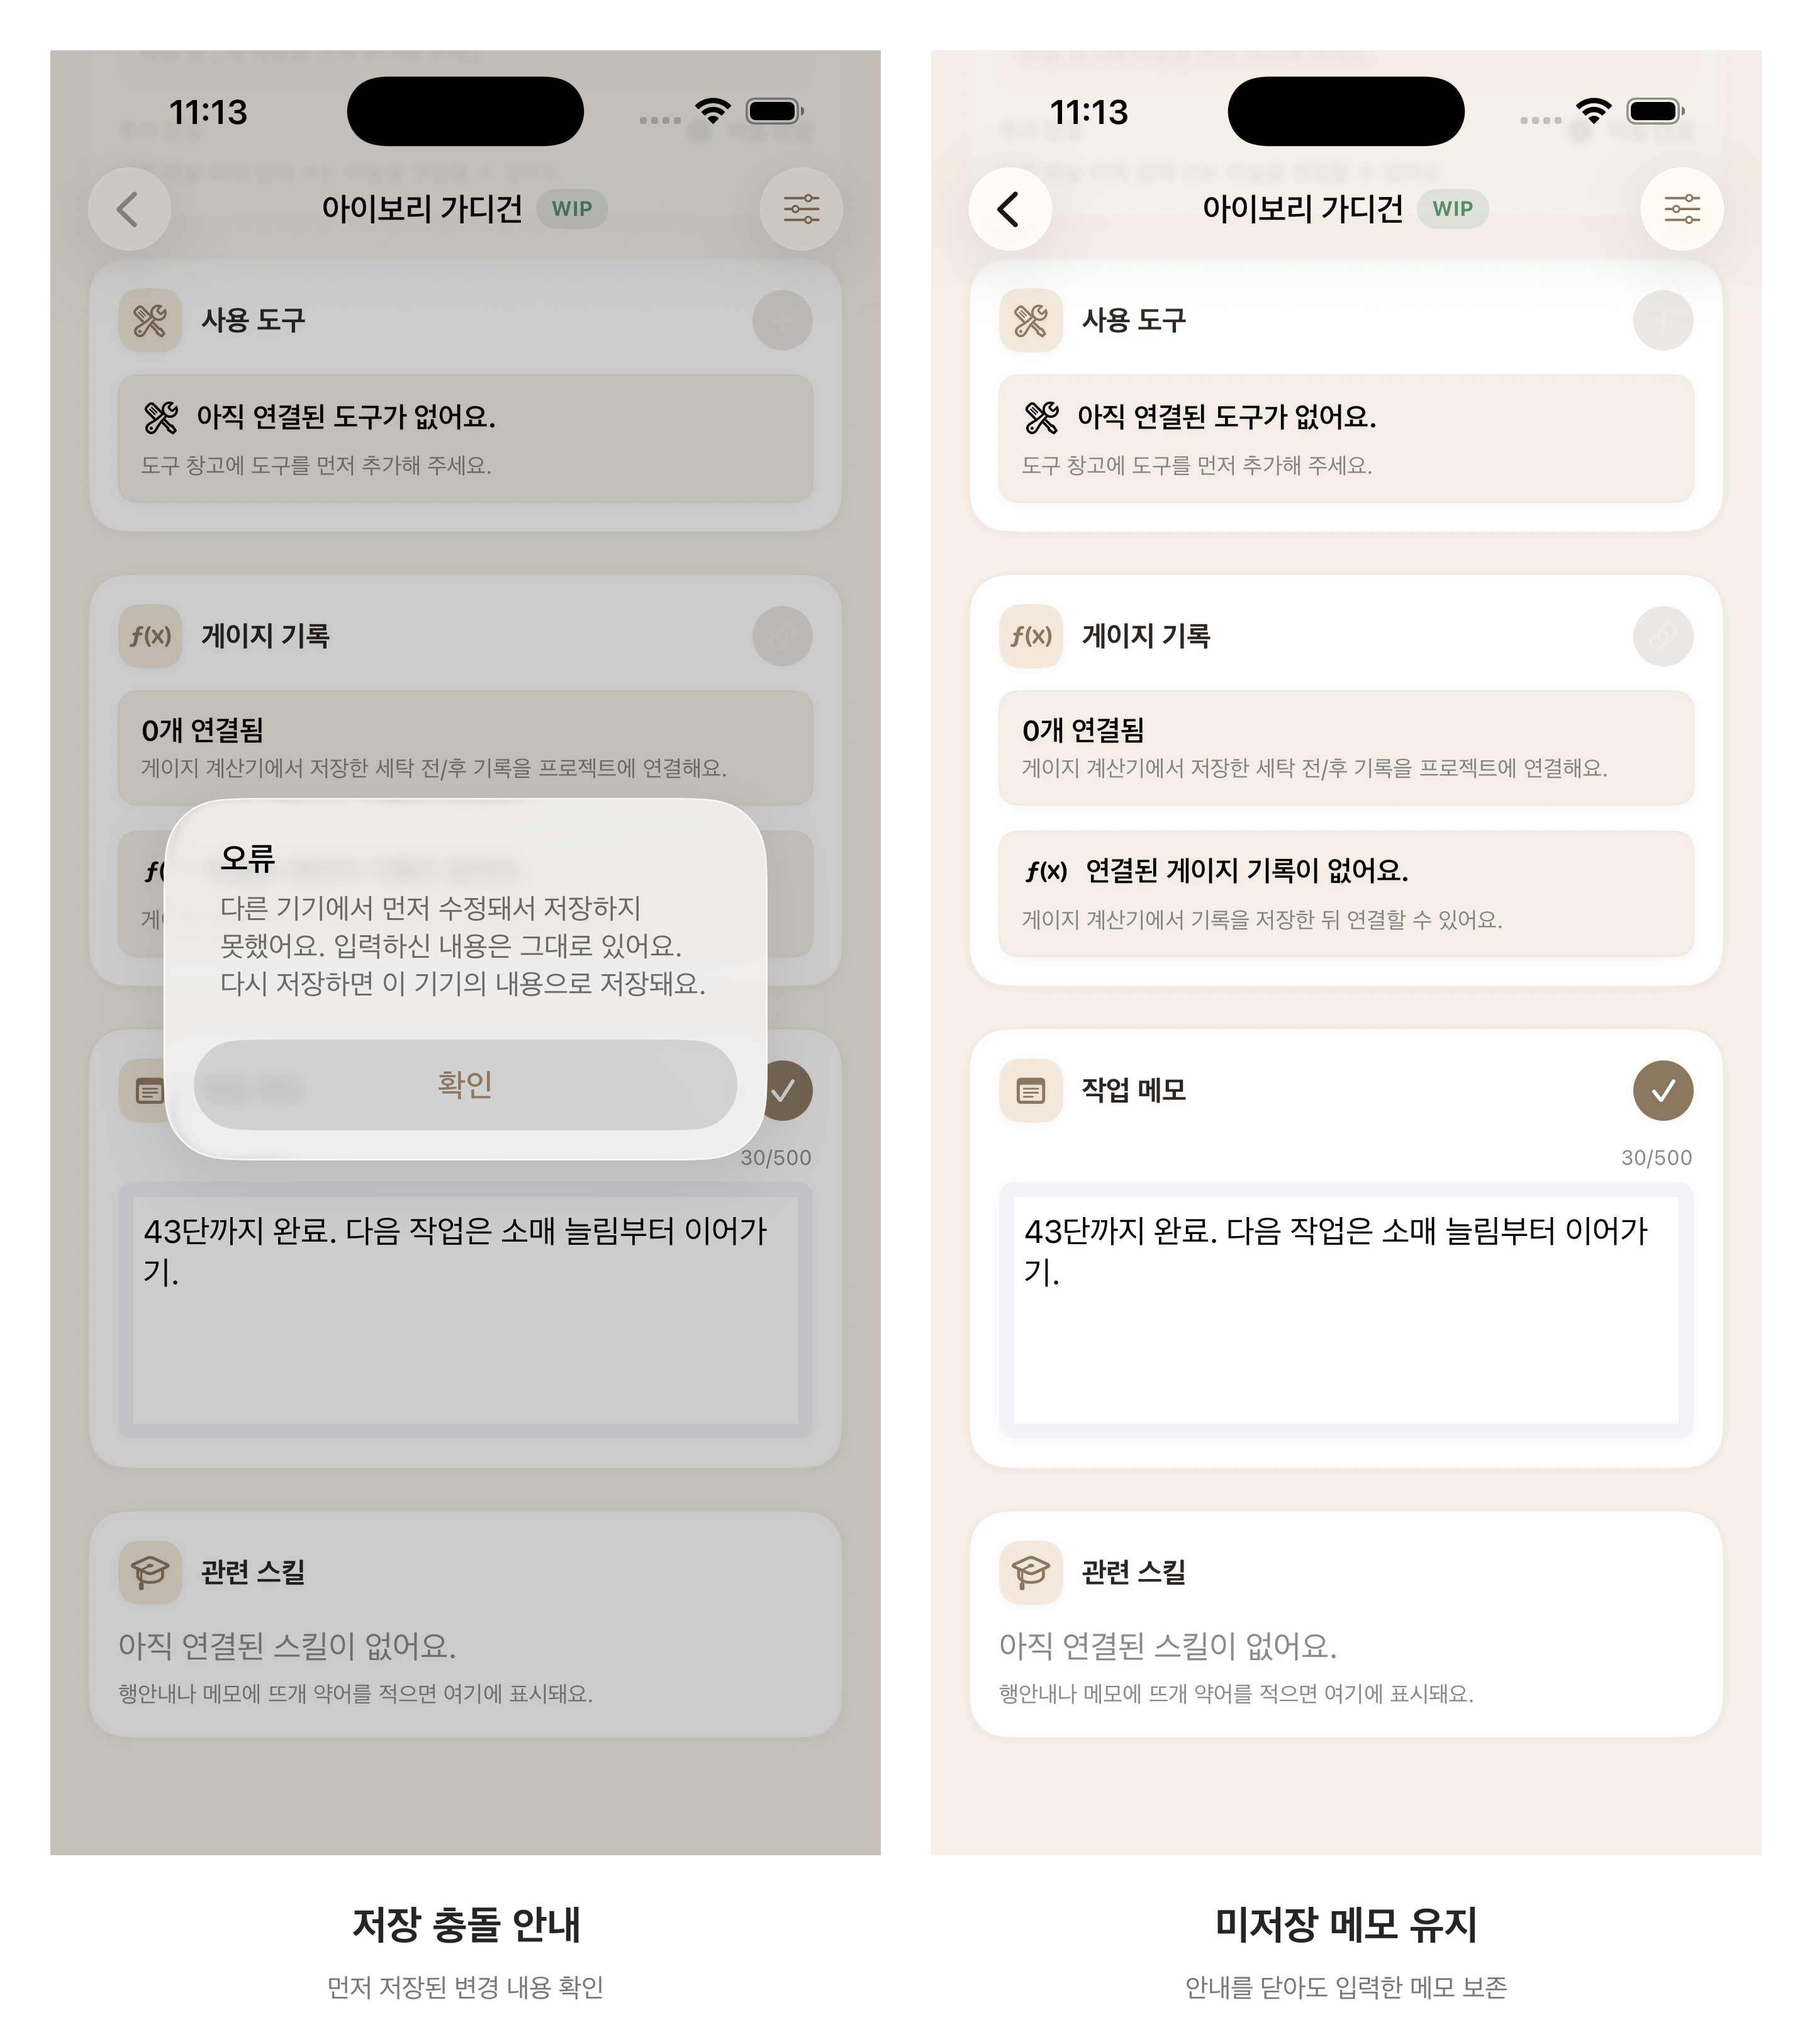 11:13
아이보리 가디건 WIP
사용 도구
아직 연결된 도구가 없어요.
도구 창고에 도구를 먼저 추가해 주세요.
f(x) 게이지 기록
0개 연결됨
게이지 계산기에서 저장한 세탁 전/후 기록을 프로젝트에 연결해요.
오류
다른 기기에서 먼저 수정돼서 저장하지
못했어요. 입력하신 내용은 그대로 있어요.
다시 저장하면 이 기기의 내용으로 저장돼요.
확인
30/500
43단까지 완료. 다음 작업은 소매 늘림부터 이어가
기.
관련 스킬
아직 연결된 스킬이 없어요.
행안내나 메모에 뜨개 약어를 적으면 여기에 표시돼요.
저장 충돌 안내
먼저 저장된 변경 내용 확인
11:13
아이보리 가디건 WIP
사용 도구
아직 연결된 도구가 없어요.
도구 창고에 도구를 먼저 추가해 주세요.
f(x) 게이지 기록
0개 연결됨
게이지 계산기에서 저장한 세탁 전/후 기록을 프로젝트에 연결해요.
f(x) 연결된 게이지 기록이 없어요.
게이지 계산기에서 기록을 저장한 뒤 연결할 수 있어요.
작업 메모
30/500
43단까지 완료. 다음 작업은 소매 늘림부터 이어가
기.
관련 스킬
아직 연결된 스킬이 없어요.
행안내나 메모에 뜨개 약어를 적으면 여기에 표시돼요.
미저장 메모 유지
안내를 닫아도 입력한 메모 보존